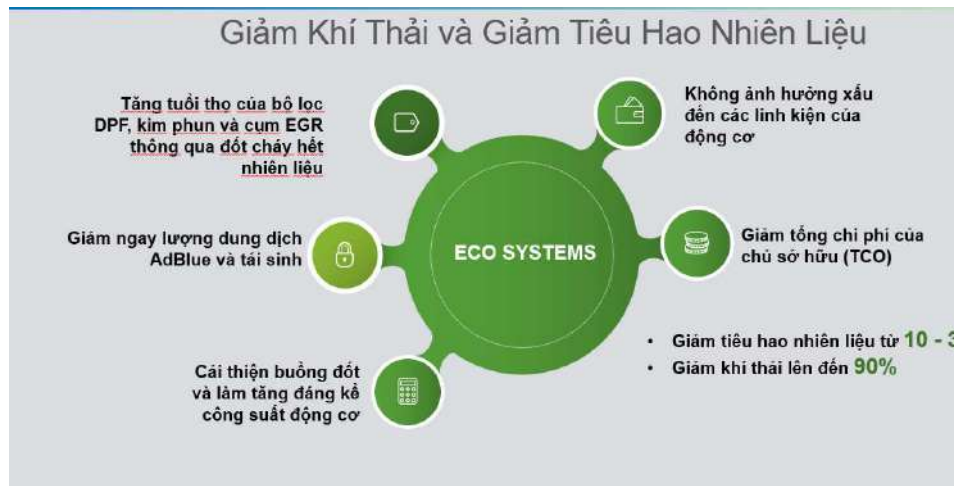 Giảm Khí Thải và Giảm Tiêu Hao Nhiên Liệu
Tăng tuổi thọ của bộ lọc
DPF, kim phun và cụm EGR
thông qua đốt cháy hết
nhiên liệu
Không ảnh hưởng xấu
đến các linh kiện của
động cơ
Giảm ngay lượng dung dịch
AdBlue và tái sinh
ECO SYSTEMS
Giảm tổng chi phí của
chủ sở hữu (TCO)
Cải thiện buồng đốt
và làm tăng đáng kể
công suất động cơ
• Giảm tiêu hao nhiên liệu từ 10 - 3
• Giảm khí thải lên đến 90%